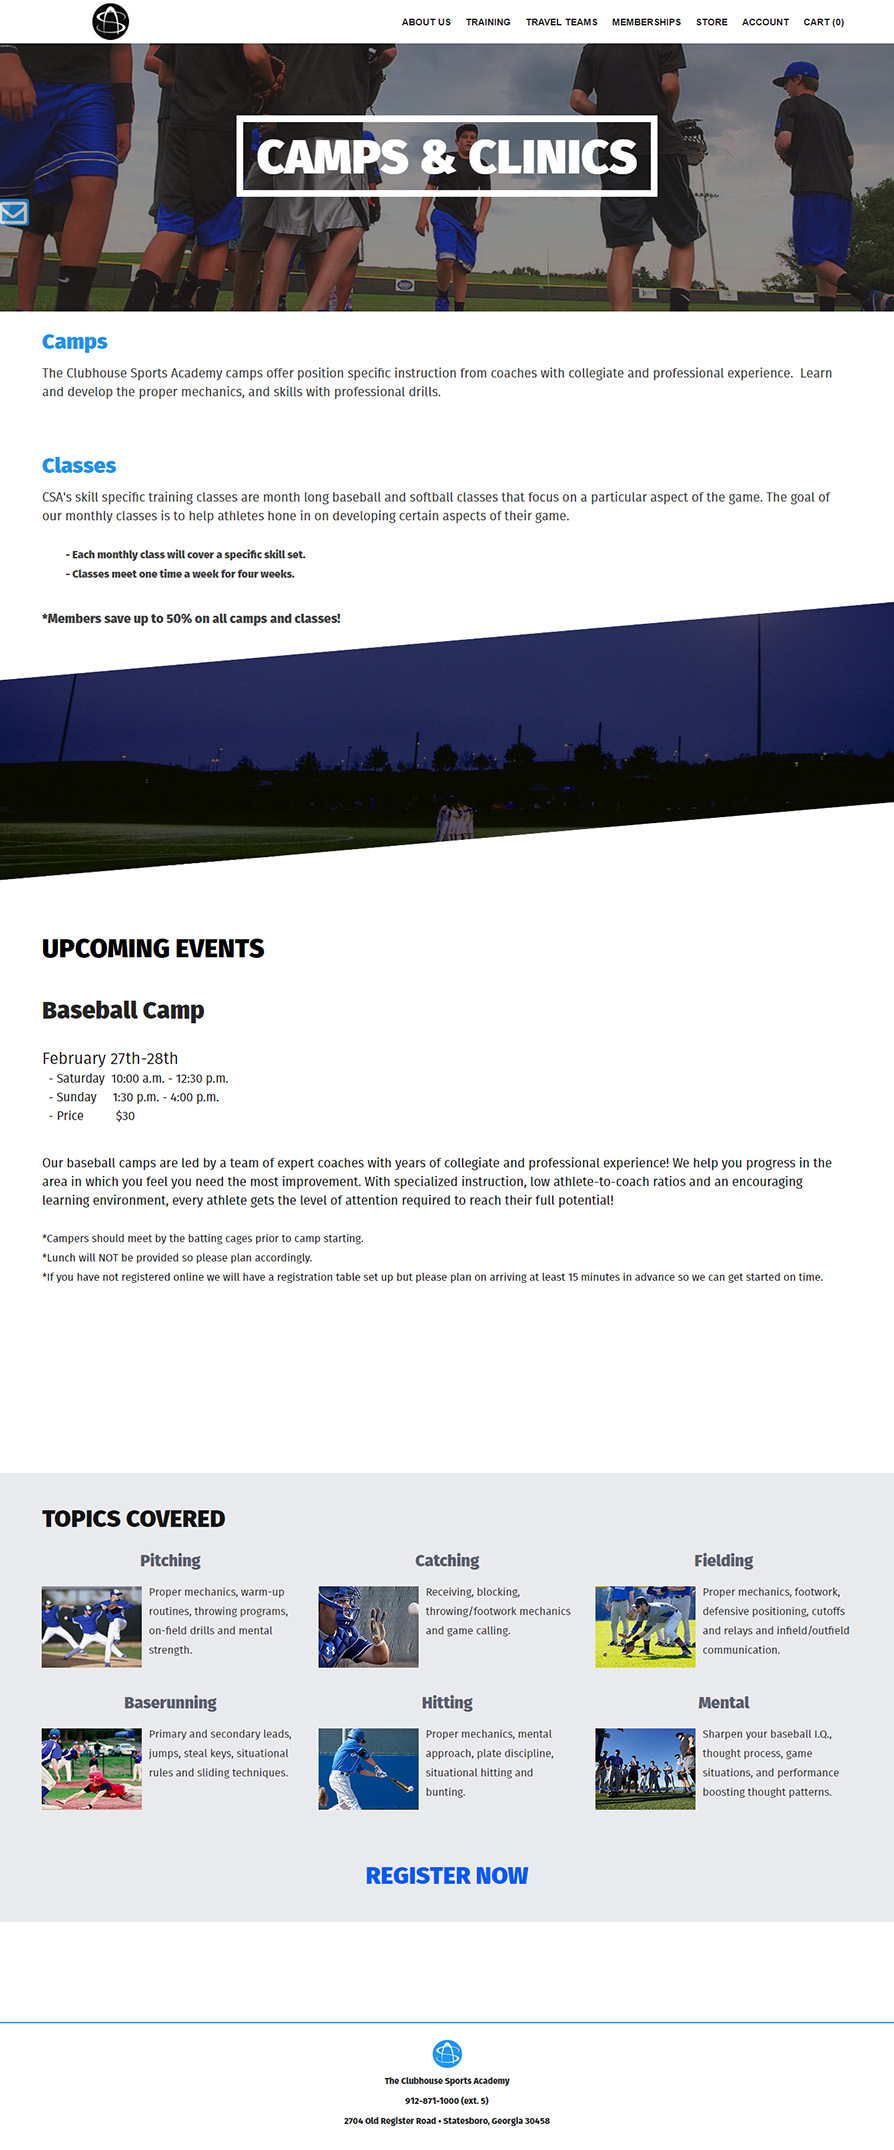 ABOUT US TRAINING TRAVEL TEAMS MEMBERSHIPS STORE ACCOUNT CART (0)
CAMPS & CLINICS
Camps
The Clubhouse Sports Academy camps offer position specific instruction from coaches with collegiate and professional experience.  Learn
and develop the proper mechanics, and skills with professional drills.
Classes
CSA's skill specific training classes are month long baseball and softball classes that focus on a particular aspect of the game. The goal of
our monthly classes is to help athletes hone in on developing certain aspects of their game.
- Each monthly class will cover a specific skill set.
- Classes meet one time a week for four weeks.
*Members save up to 50% on all camps and classes!
UPCOMING EVENTS
Baseball Camp
February 27th-28th
- Saturday  10:00 a.m. - 12:30 p.m.
- Sunday     1:30 p.m. - 4:00 p.m.
- Price          $30
Our baseball camps are led by a team of expert coaches with years of collegiate and professional experience! We help you progress in the
area in which you feel you need the most improvement. With specialized instruction, low athlete-to-coach ratios and an encouraging
learning environment, every athlete gets the level of attention required to reach their full potential!
*Campers should meet by the batting cages prior to camp starting.
*Lunch will NOT be provided so please plan accordingly.
*If you have not registered online we will have a registration table set up but please plan on arriving at least 15 minutes in advance so we can get started on time.
TOPICS COVERED
Pitching
Proper mechanics, warm-up
routines, throwing programs,
on-field drills and mental
strength.
Catching
Receiving, blocking,
throwing/footwork mechanics
and game calling.
Fielding
Proper mechanics, footwork,
defensive positioning, cutoffs
and relays and infield/outfield
communication.
Baserunning
Primary and secondary leads,
jumps, steal keys, situational
rules and sliding techniques.
Hitting
Proper mechanics, mental
approach, plate discipline,
situational hitting and
bunting.
Mental
Sharpen your baseball I.Q.,
thought process, game
situations, and performance
boosting thought patterns.
REGISTER NOW
The Clubhouse Sports Academy
912-871-1000 (ext. 5)
2704 Old Register Road • Statesboro, Georgia 30458